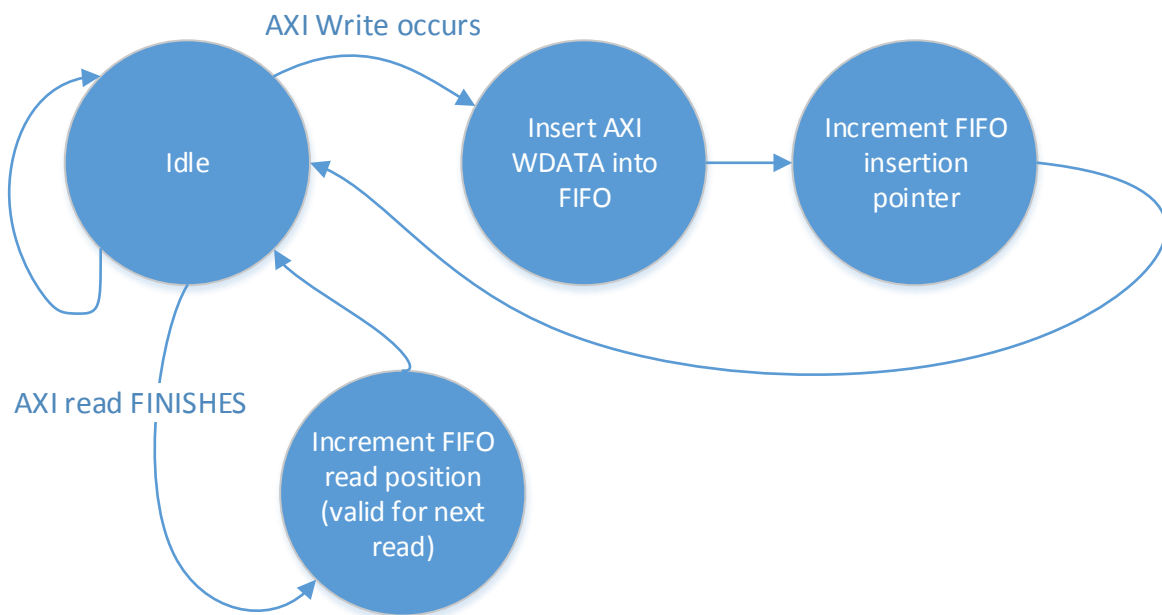 AXI Write occurs
Idle
Insert AXI
WDATA into
FIFO
Increment FIFO
insertion
pointer
AXI read FINISHES
Increment FIFO
read position
(valid for next
read)